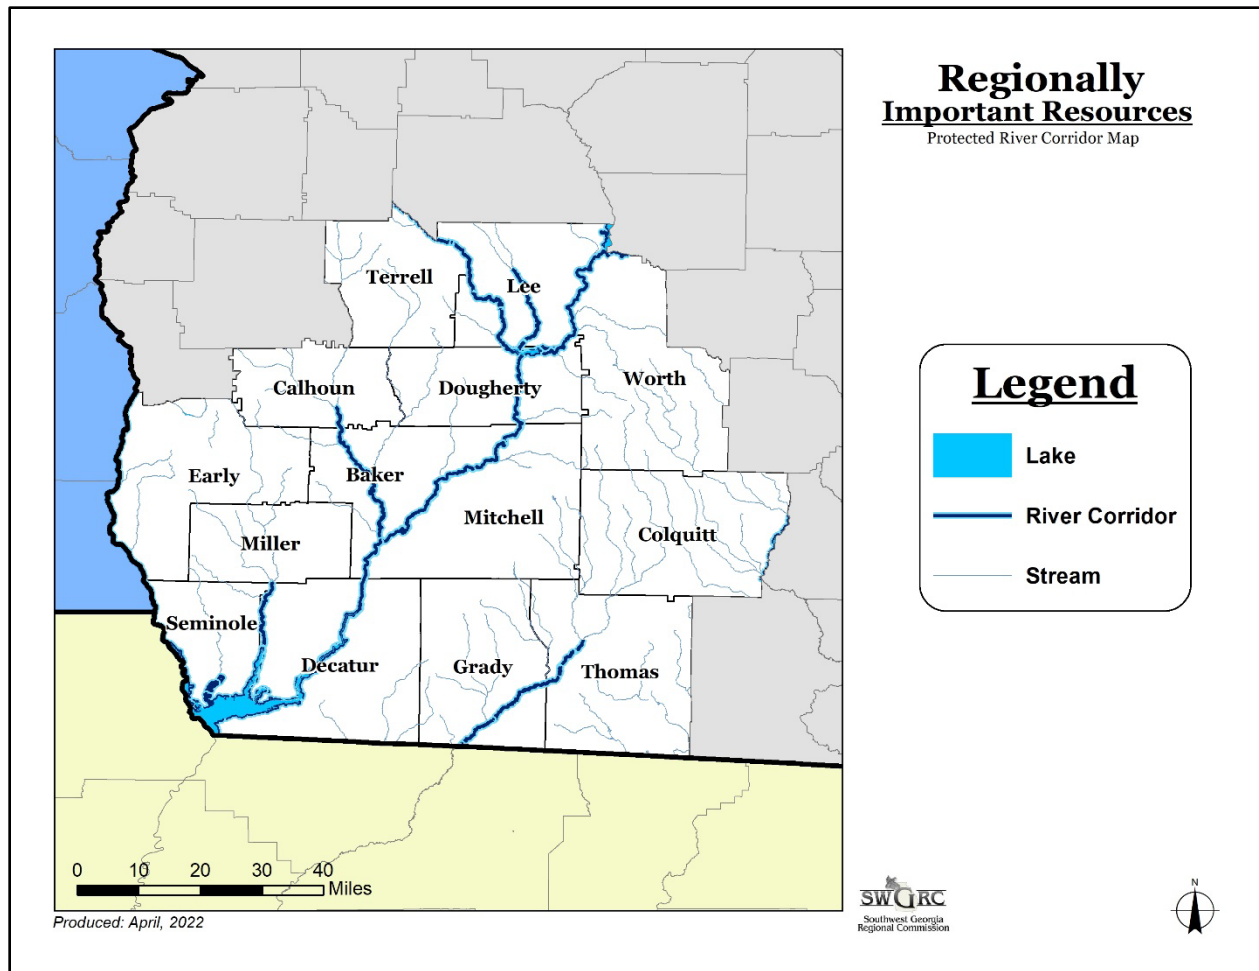 Regionally
Important Resources
Protected River Corridor Map
Terrell
Lee
Calhoun
Dougherty
Worth
Early
Baker
Mitchell
Colquitt
Miller
Seminole
Decatur
Grady
Thomas
Legend
Lake
River Corridor
Stream
0 10 20 30 40
Miles
Produced: April, 2022
SWGRC
Southwest Georgia
Regional Commission
N